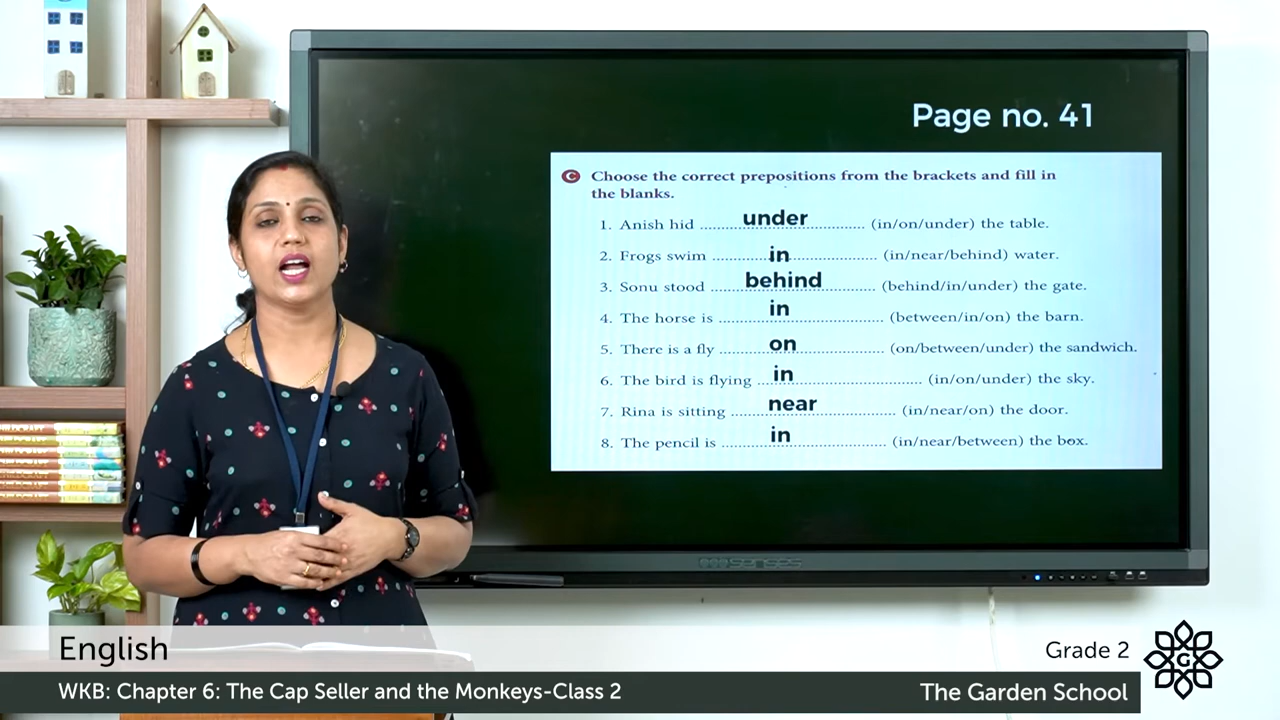 Page no. 41
C Choose the correct prepositions from the brackets and fill in
the blanks.
1. Anish hid .......... under .......... (in/on/under) the table.
2. Frogs swim .......... in .......... (in/near/behind) water.
3. Sonu stood .......... behind .......... (behind/in/under) the gate.
4. The horse is .......... in .......... (between/in/on) the barn.
5. There is a fly .......... on .......... (on/between/under) the sandwich.
6. The bird is flying .......... in .......... (in/on/under) the sky.
7. Rina is sitting .......... near .......... (in/near/on) the door.
8. The pencil is .......... in .......... (in/near/between) the box.
English
Grade 2
G
WKB: Chapter 6: The Cap Seller and the Monkeys-Class 2
The Garden School